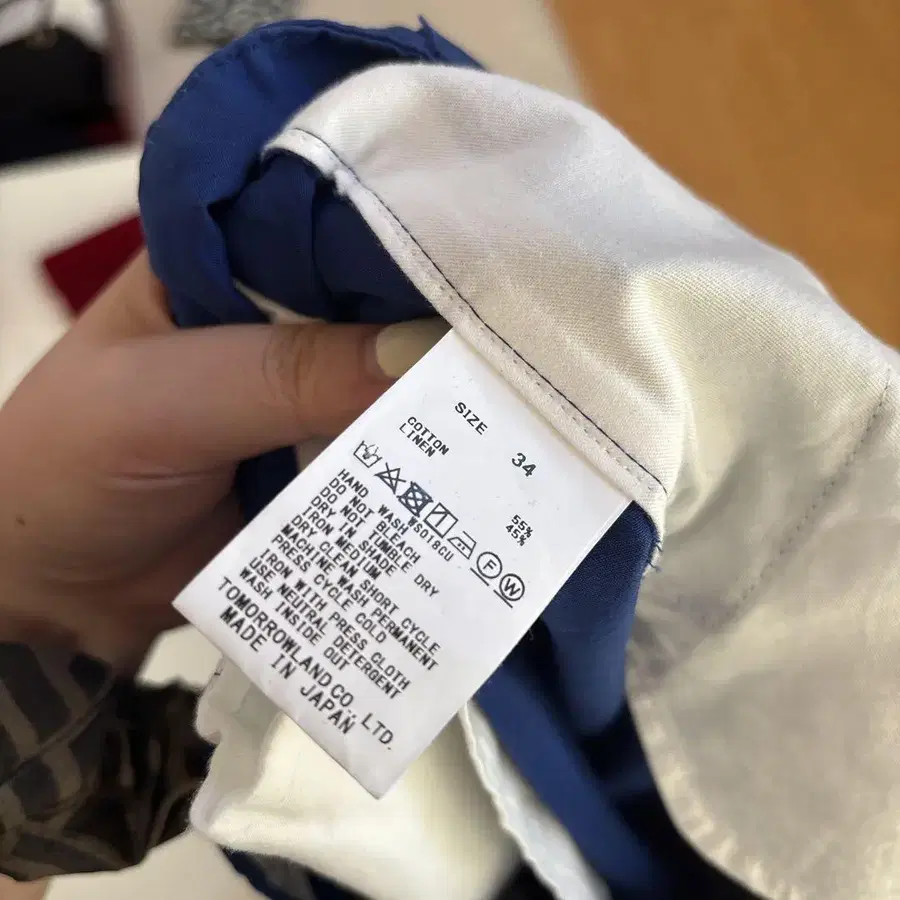 SIZE 34
COTTON 55%
LINEN 45%
WS018CU
HAND WASH
DO NOT BLEACH
DO NOT TUMBLE DRY
DRY IN SHADE
IRON MEDIUM
DRY CLEAN SHORT CYCLE
MACHINE WASH PERMANENT
PRESS CYCLE COLD
IRON WITH PRESS CLOTH
USE NEUTRAL DETERGENT
WASH INSIDE OUT
TOMORROWLAND CO., LTD.
MADE IN JAPAN
F W